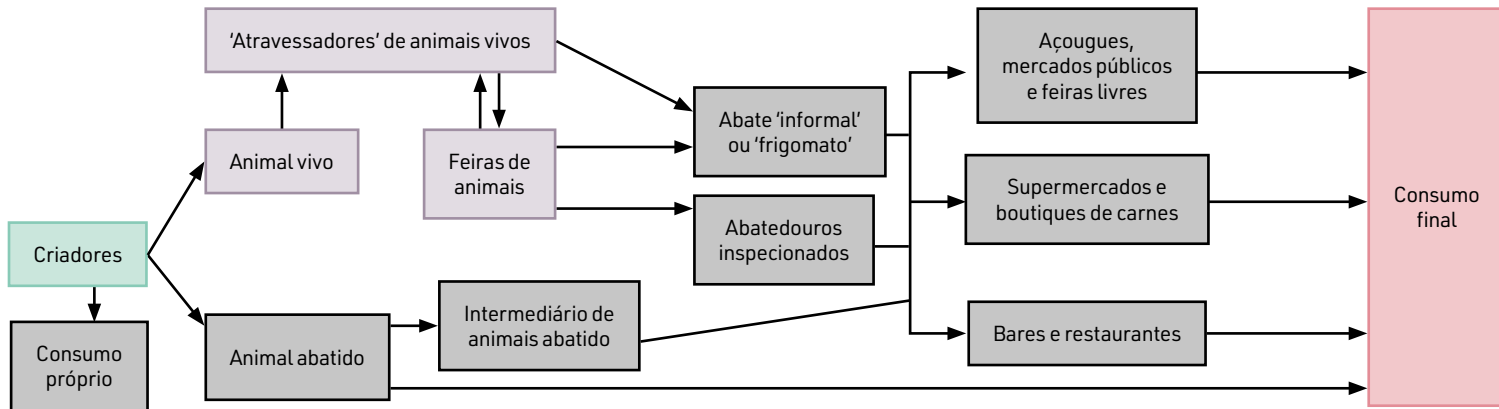 'Atravessadores' de animais vivos
Açougues,
mercados públicos
e feiras livres
Abate 'informal'
ou 'frigomato'
Animal vivo
Feiras de
animais
Supermercados e
boutiques de carnes
Consumo
final
Criadores
Abatedouros
inspecionados
Intermediário de
animais abatido
Bares e restaurantes
Consumo
próprio
Animal abatido